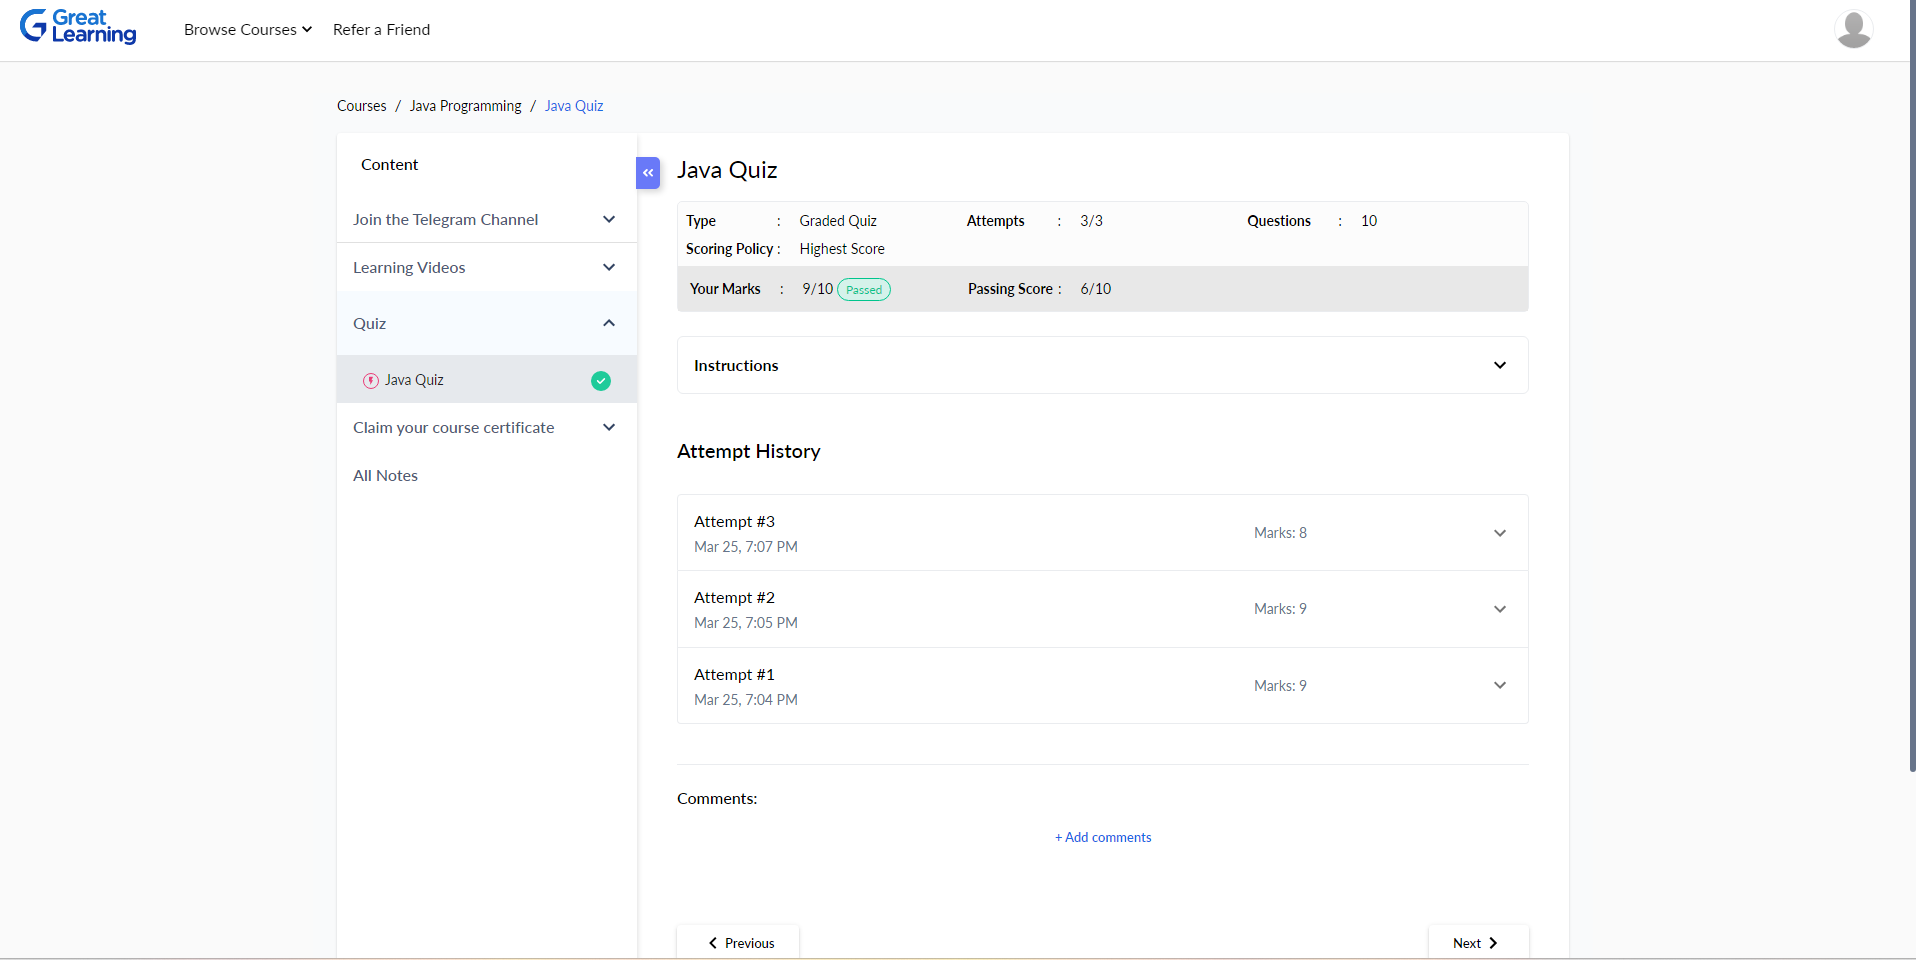 Great Learning
Browse Courses Refer a Friend
Courses / Java Programming / Java Quiz
Content
Join the Telegram Channel
Learning Videos
Quiz
Java Quiz
Claim your course certificate
All Notes
Java Quiz
Type : Graded Quiz Attempts : 3/3 Questions : 10
Scoring Policy : Highest Score
Your Marks : 9/10 Passed Passing Score : 6/10
Instructions
Attempt History
Attempt #3
Mar 25, 7:07 PM
Marks: 8
Attempt #2
Mar 25, 7:05 PM
Marks: 9
Attempt #1
Mar 25, 7:04 PM
Marks: 9
Comments:
+ Add comments
Previous Next